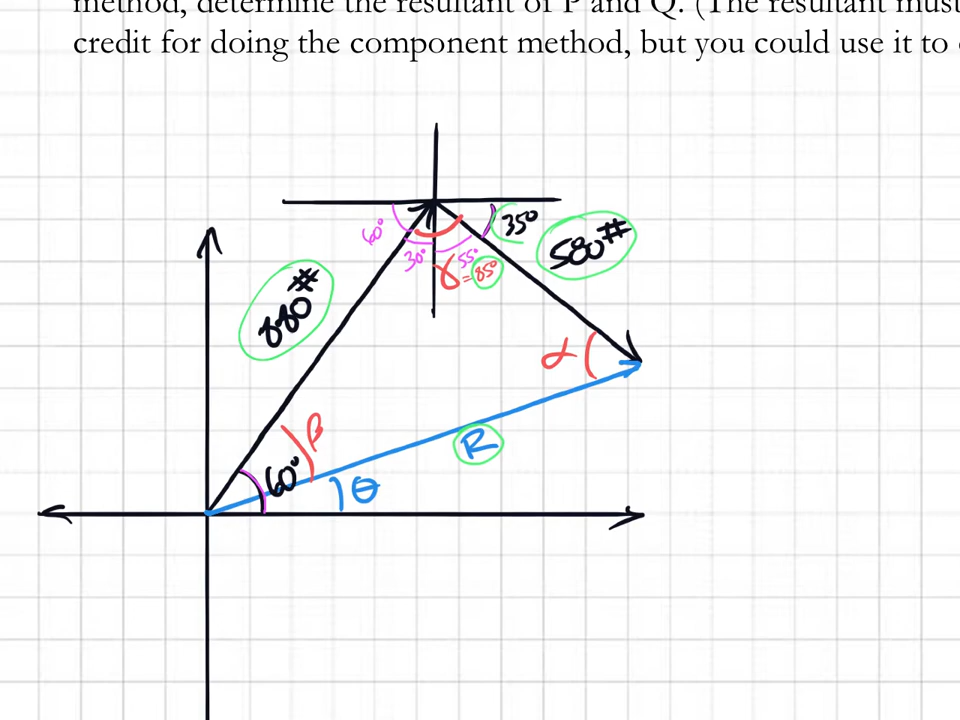 method, determine the resultant of P and Q. (The resultant must
credit for doing the component method, but you could use it to
60°
35°
580#
30°
55°
γ = 85°
880#
α
β
R
60°
θ